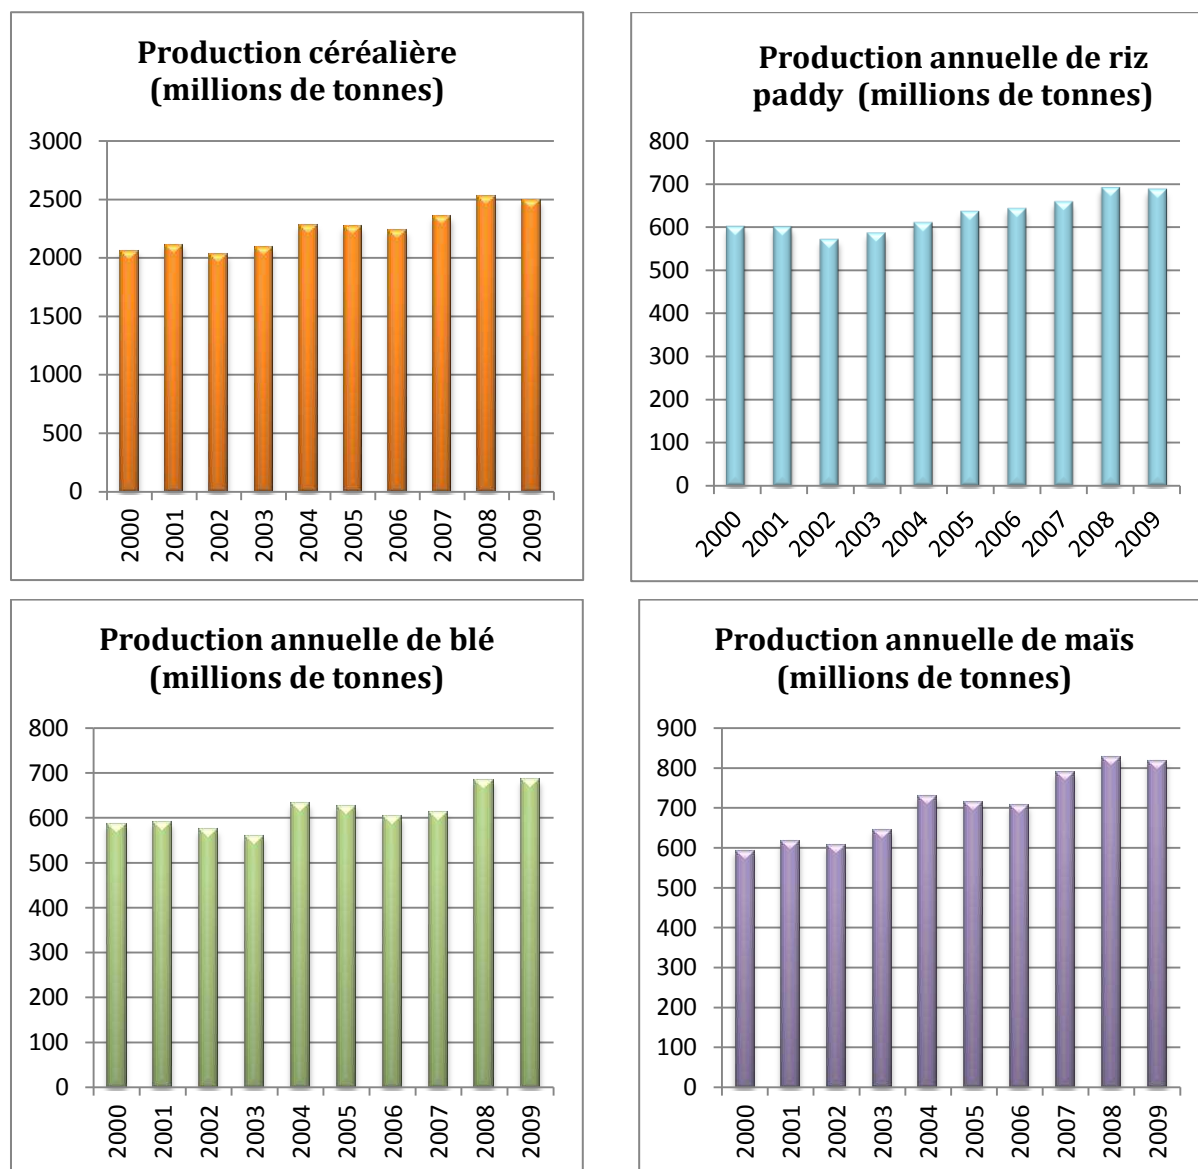 Production céréalière
(millions de tonnes)
3000
2500
2000
1500
1000
500
0
2000 2001 2002 2003 2004 2005 2006 2007 2008 2009
Production annuelle de riz
paddy (millions de tonnes)
800
700
600
500
400
300
200
100
0
2000 2001 2002 2003 2004 2005 2006 2007 2008 2009
Production annuelle de blé
(millions de tonnes)
800
700
600
500
400
300
200
100
0
2000 2001 2002 2003 2004 2005 2006 2007 2008 2009
Production annuelle de maïs
(millions de tonnes)
900
800
700
600
500
400
300
200
100
0
2000 2001 2002 2003 2004 2005 2006 2007 2008 2009